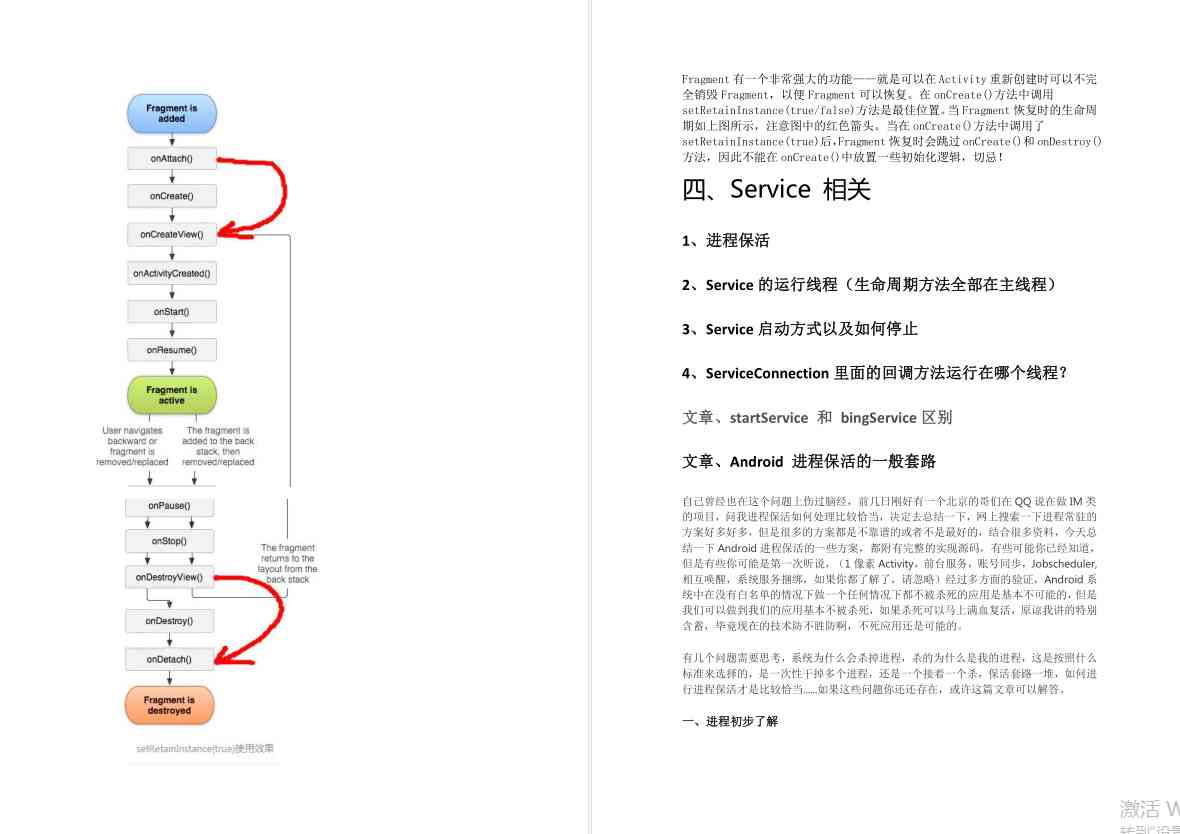 Fragment is
added
onAttach()
onCreate()
onCreateView()
onActivityCreated()
onStart()
onResume()
Fragment is
active
User navigates
backward or
fragment is
removed/replaced
The fragment is
added to the back
stack, then
removed/replaced
onPause()
onStop()
The fragment
returns to the
layout from the
back stack
onDestroyView()
onDestroy()
onDetach()
Fragment is
destroyed
setRetainInstance(true)使用效果
Fragment 有一个非常强大的功能——就是可以在 Activity 重新创建时可以不完
全销毁 Fragment，以便 Fragment 可以恢复。在 onCreate()方法中调用
setRetainInstance(true/false)方法是最佳位置。当 Fragment 恢复时的生命周
期如上图所示，注意图中的红色箭头。当在 onCreate()方法中调用了
setRetainInstance(true)后，Fragment 恢复时会跳过 onCreate()和 onDestroy()
方法，因此不能在 onCreate()中放置一些初始化逻辑，切忌！
四、Service 相关
1、进程保活
2、Service 的运行线程（生命周期方法全部在主线程）
3、Service 启动方式以及如何停止
4、ServiceConnection 里面的回调方法运行在哪个线程？
文章、startService 和 bingService 区别
文章、Android 进程保活的一般套路
自己曾经也在这个问题上伤过脑经，前几日刚好有一个北京的哥们在 QQ 说在做 IM 类
的项目，问我进程保活如何处理比较恰当，决定去总结一下，网上搜索一下进程常驻的
方案好多好多，但是很多的方案都是不靠谱的或者不是最好的，结合很多资料，今天总
结一下 Android 进程保活的一些方案，都附有完整的实现源码，有些可能你已经知道，
但是有些你可能是第一次听说，（1 像素 Activity，前台服务，账号同步，Jobscheduler,
相互唤醒，系统服务捆绑，如果你都了解了，请忽略）经过多方面的验证，Android 系
统中在没有白名单的情况下做一个任何情况下都不被杀死的应用是基本不可能的，但是
我们可以做到我们的应用基本不被杀死，如果杀死可以马上满血复活，原谅我讲的特别
含蓄，毕竟现在的技术防不胜防啊，不死应用还是可能的。
有几个问题需要思考，系统为什么会杀掉进程，杀的为什么是我的进程，这是按照什么
标准来选择的，是一次性干掉多个进程，还是一个接着一个杀，保活套路一堆，如何进
行进程保活才是比较恰当......如果这些问题你还还存在，或许这篇文章可以解答。
一、进程初步了解
激活 W